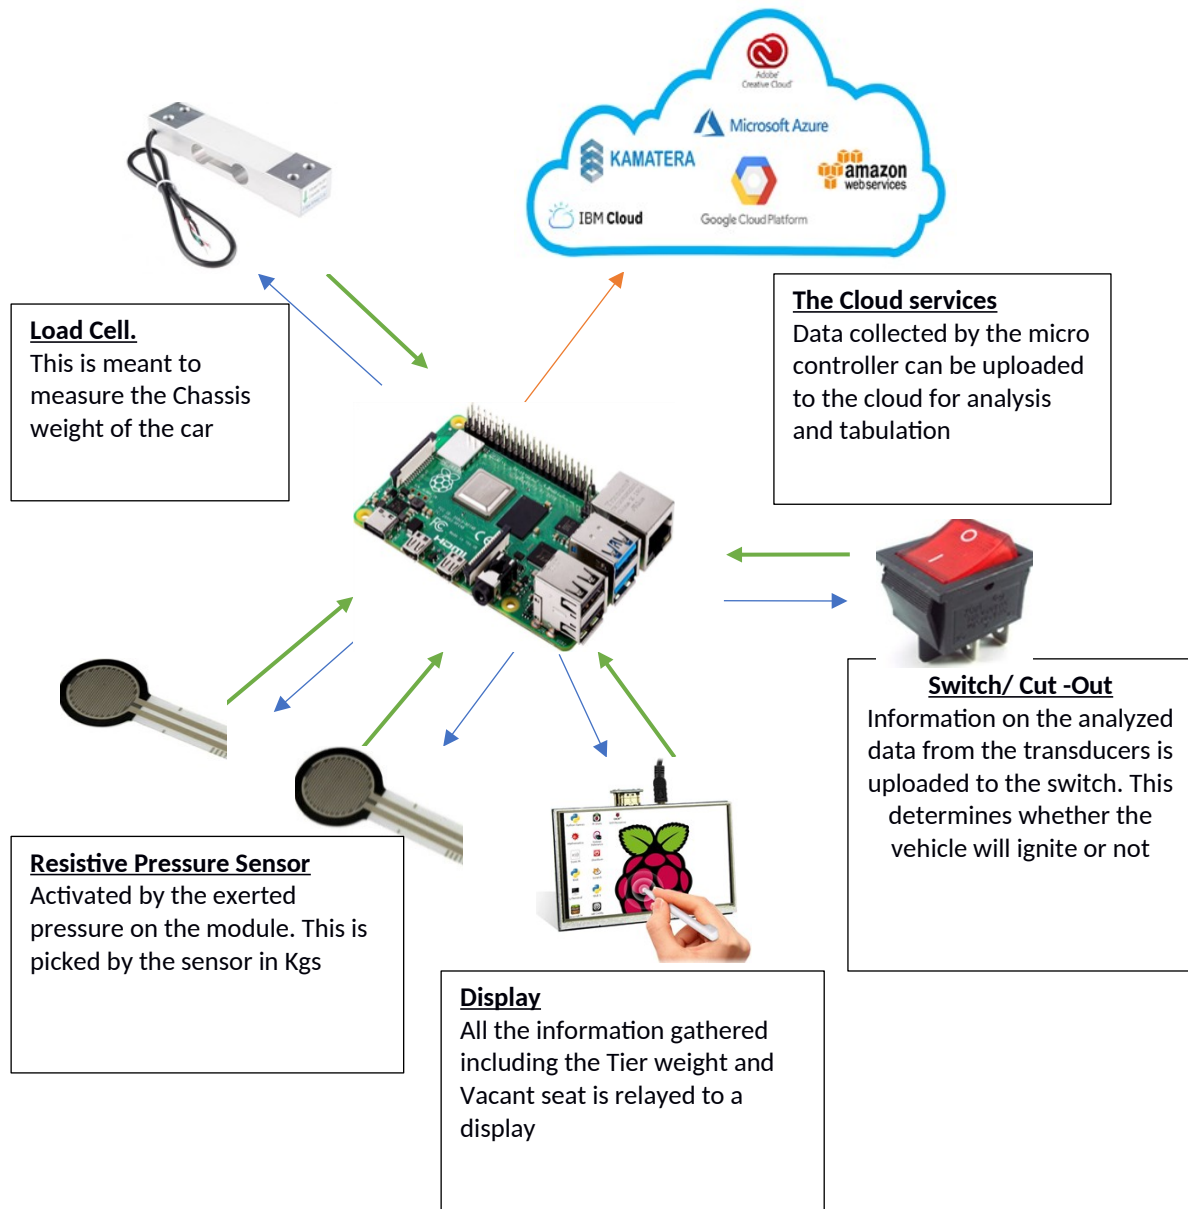 Adobe'
Creative Cloud'
Microsoft Azure
KAMATERA
amazon
webservices
IBM Cloud
Google Cloud Platform
Load Cell.
This is meant to
measure the Chassis
weight of the car
The Cloud services
Data collected by the micro
controller can be uploaded
to the cloud for analysis
and tabulation
HDMI
Switch/ Cut -Out
Information on the analyzed
data from the transducers is
uploaded to the switch. This
determines whether the
vehicle will ignite or not
Resistive Pressure Sensor
Activated by the exerted
pressure on the module. This is
picked by the sensor in Kgs
Display
All the information gathered
including the Tier weight and
Vacant seat is relayed to a
display